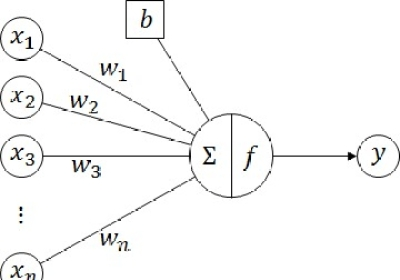 b
x₁
w₁
x₂
w₂
x₃
w₃
Σ f
y
⋮
wₙ
xₙ